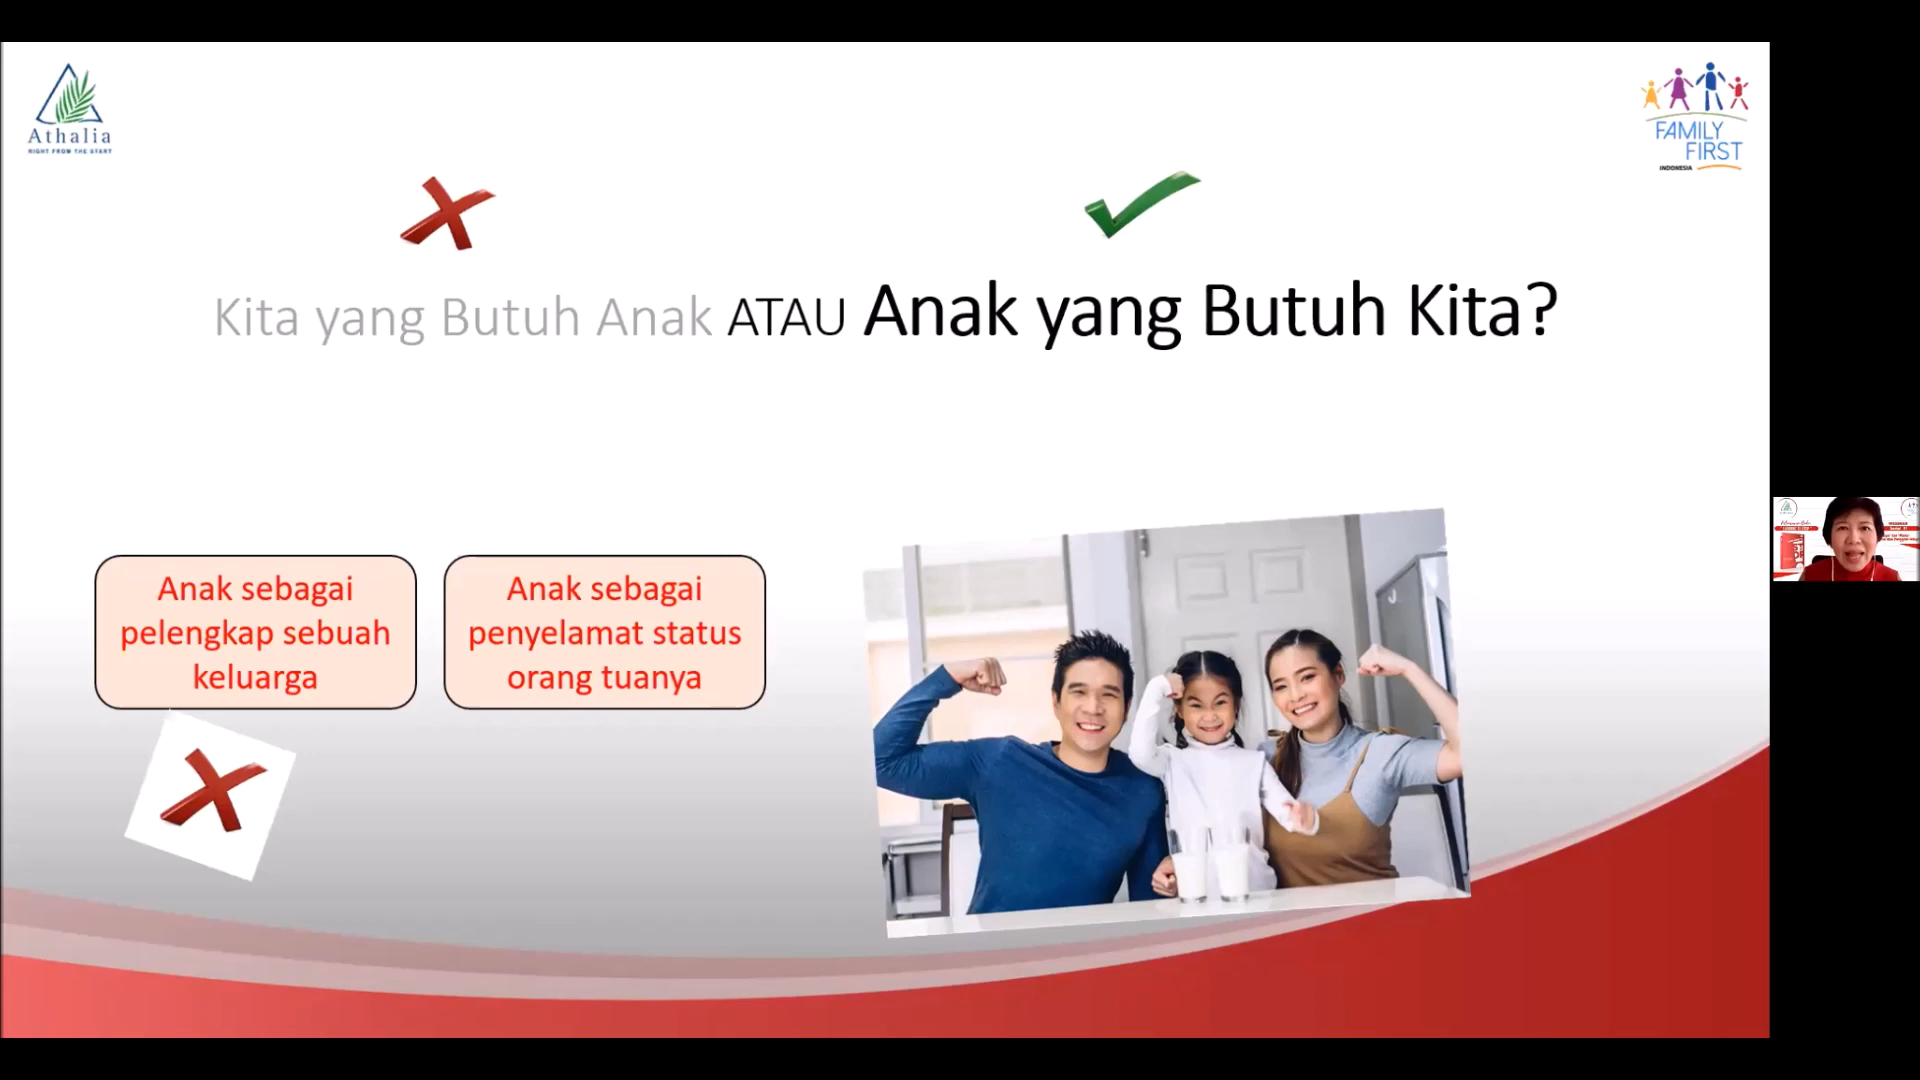 Athalia
RIGHT FROM THE START
FAMILY
FIRST
INDONESIA
Kita yang Butuh Anak ATAU Anak yang Butuh Kita?
Anak sebagai
pelengkap sebuah
keluarga
Anak sebagai
penyelamat status
orang tuanya